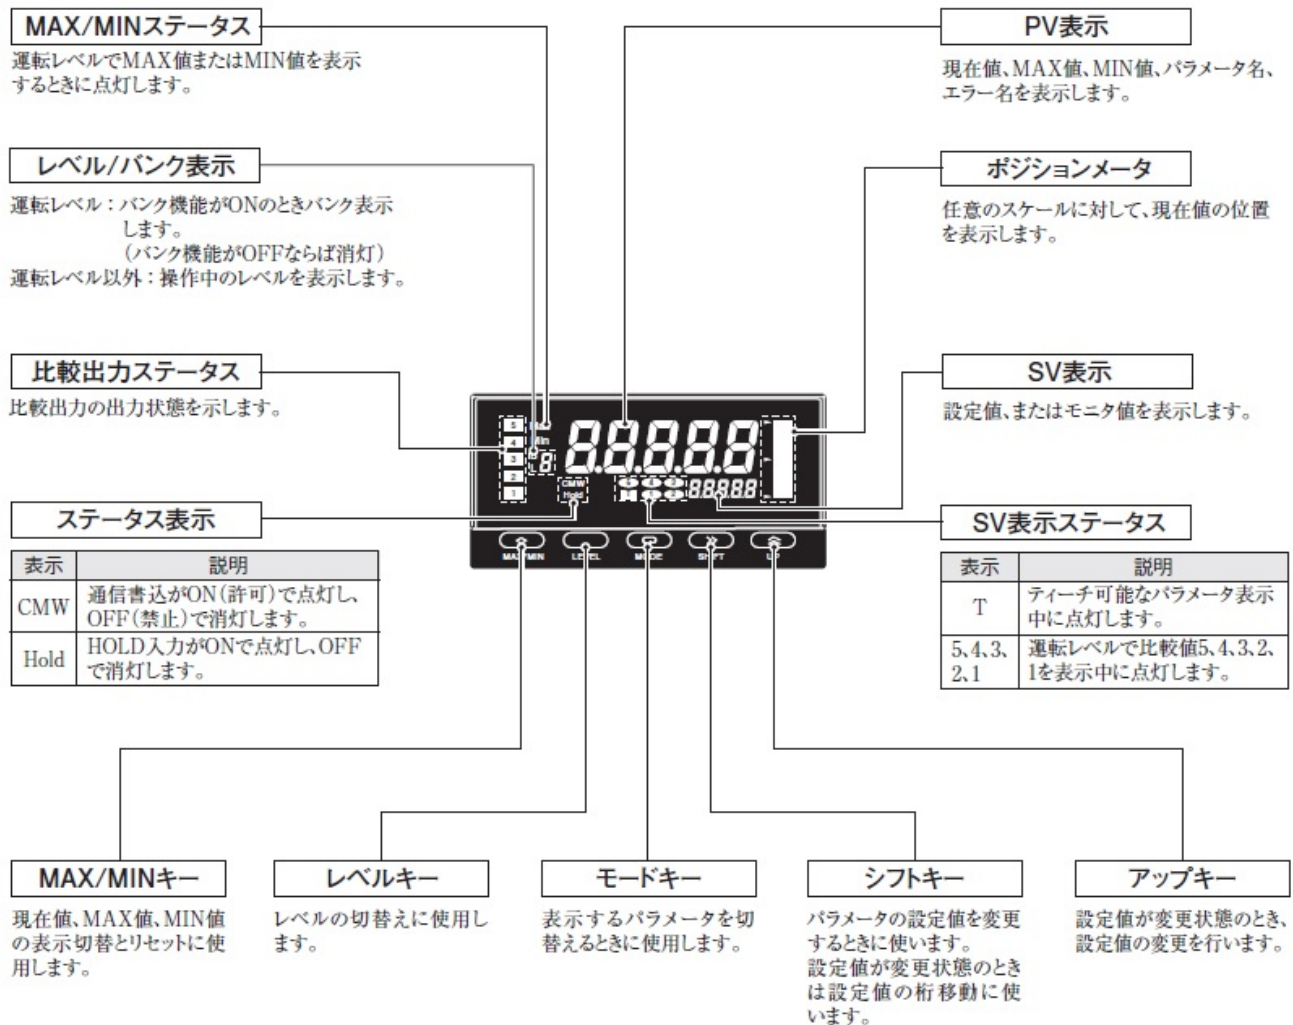 MAX/MINステータス
運転レベルでMAX値またはMIN値を表示
するときに点灯します。
レベル/バンク表示
運転レベル：バンク機能がONのときバンク表示
します。
（バンク機能がOFFならば消灯）
運転レベル以外：操作中のレベルを表示します。
比較出力ステータス
比較出力の出力状態を示します。
ステータス表示
表示 説明
CMW 通信書込がON（許可）で点灯し、
OFF（禁止）で消灯します。
Hold HOLD入力がONで点灯し、OFF
で消灯します。
PV表示
現在値、MAX値、MIN値、パラメータ名、
エラー名を表示します。
ポジションメータ
任意のスケールに対して、現在値の位置
を表示します。
SV表示
設定値、またはモニタ値を表示します。
SV表示ステータス
表示 説明
T ティーチ可能なパラメータ表示
中に点灯します。
5、4、3、 運転レベルで比較値5、4、3、2、
2、1 1を表示中に点灯します。
5
4
3
2
1
CMW
Hold
8
8.8.8.8.8
8.8.8.8.8
MAX/MIN
LEVEL
MODE
SHIFT
MAX/MINキー
現在値、MAX値、MIN値
の表示切替とリセットに使
用します。
レベルキー
レベルの切替えに使用し
ます。
モードキー
表示するパラメータを切
替えるときに使用します。
シフトキー
パラメータの設定値を変更
するときに使います。
設定値が変更状態のとき
は設定値の桁移動に使
います。
アップキー
設定値が変更状態のとき、
設定値の変更を行います。